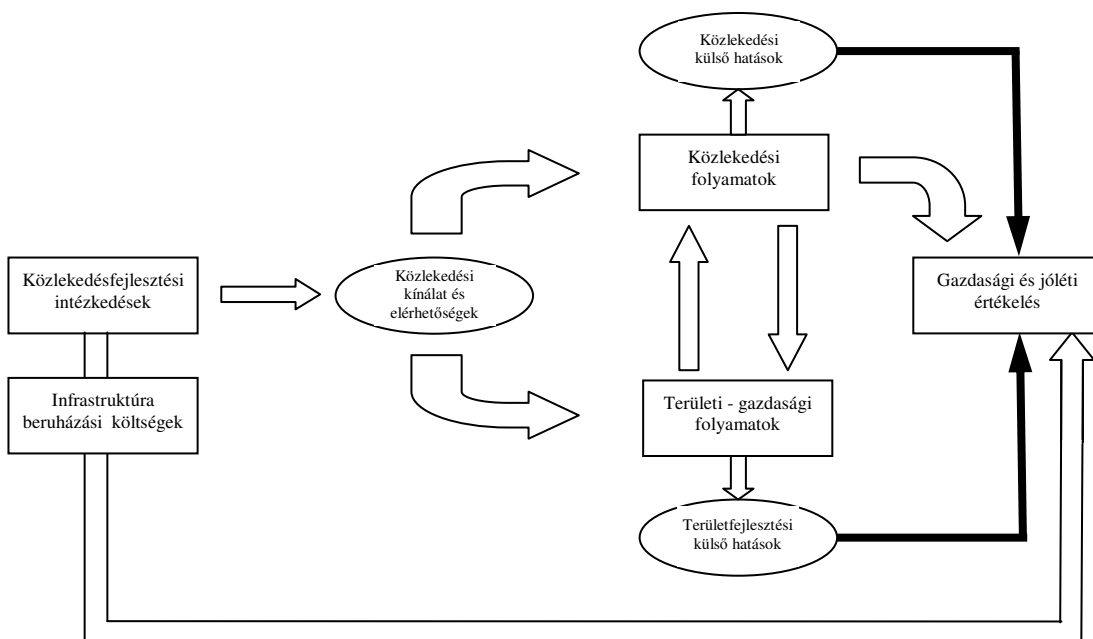 Közlekedési
külső hatások
Közlekedési
folyamatok
Közlekedésfejlesztési
intézkedések
Közlekedési
kínálat és
elérhetőségek
Gazdasági és jóléti
értékelés
Infrastruktúra
beruházási költségek
Területi - gazdasági
folyamatok
Területfejlesztési
külső hatások